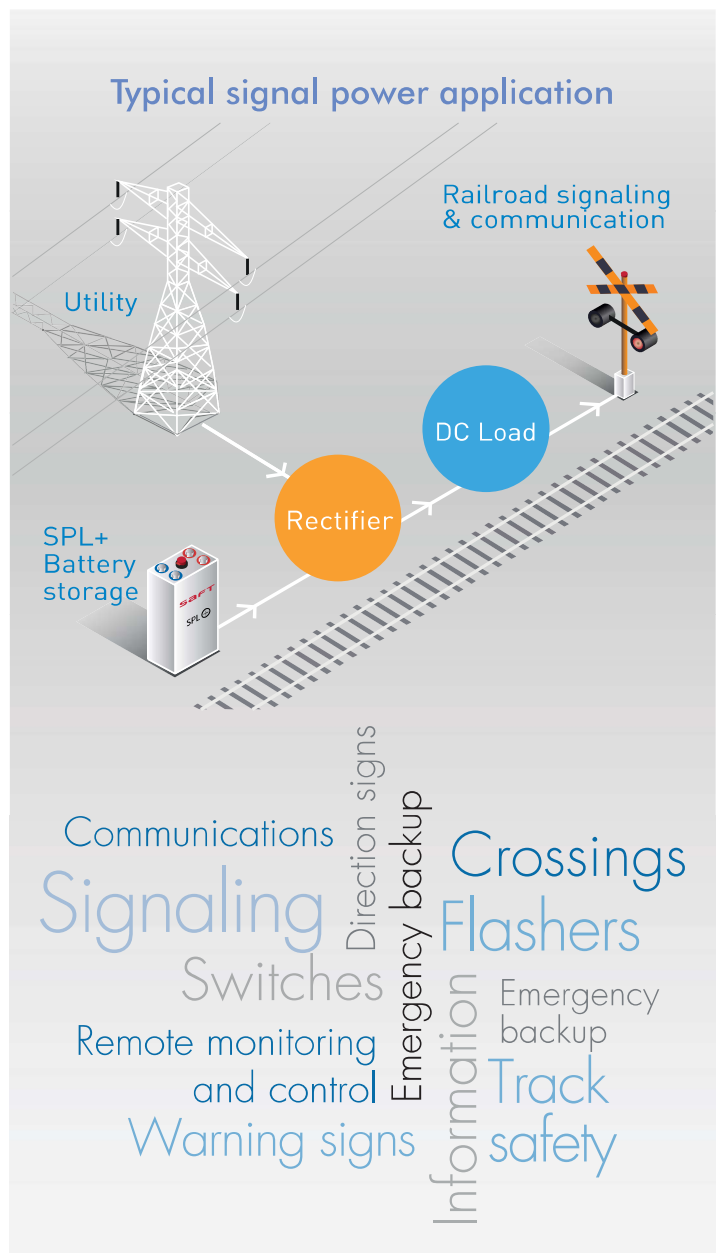 Typical signal power application
Railroad signaling
& communication
Utility
DC Load
Rectifier
SPL+
Battery
storage
saft
SPL
Direction signs
Emergency backup
Communications
Crossings
Signaling
Flashers
Switches
Information
Emergency
backup
Remote monitoring
and control
Track
safety
Warning signs